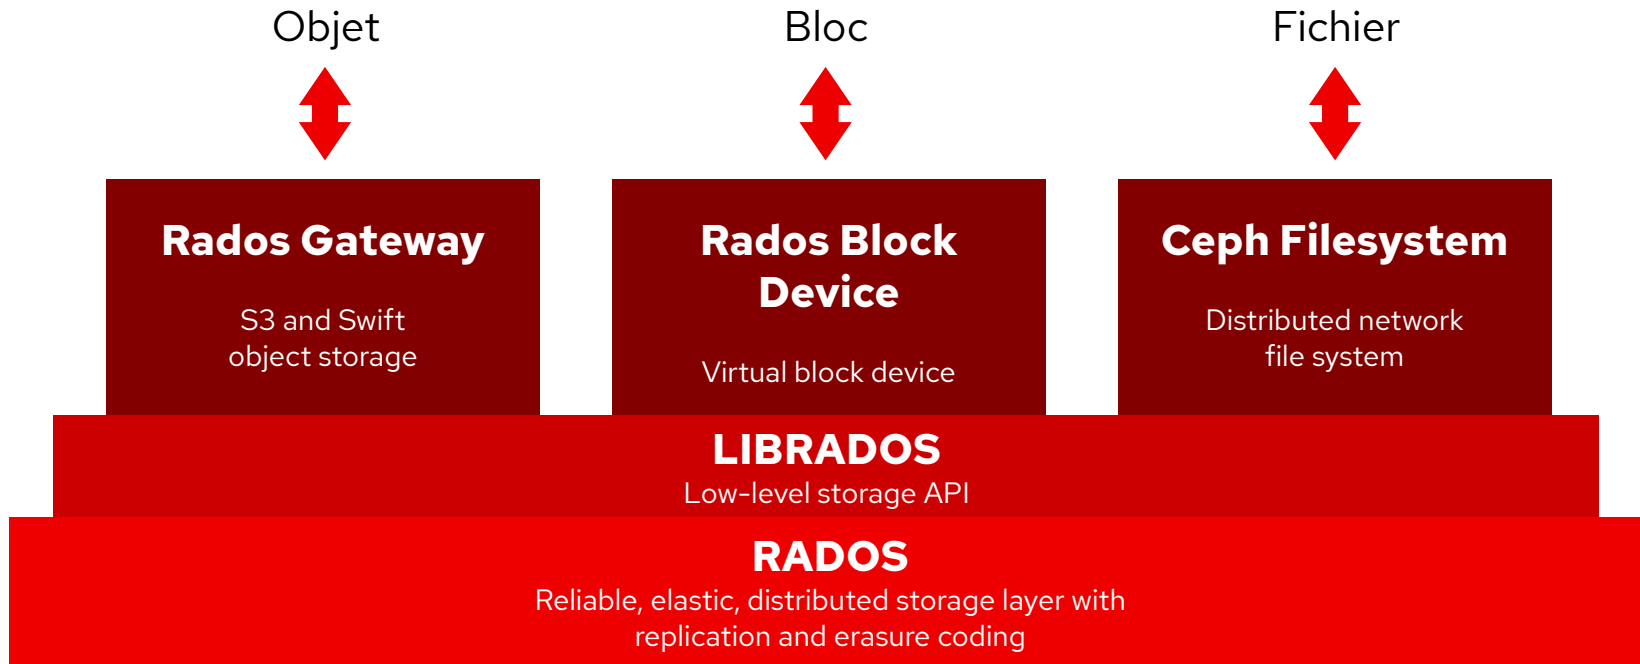 Objet
Bloc
Fichier
Rados Gateway
S3 and Swift
object storage
Rados Block
Device
Virtual block device
Ceph Filesystem
Distributed network
file system
LIBRADOS
Low-level storage API
RADOS
Reliable, elastic, distributed storage layer with
replication and erasure coding